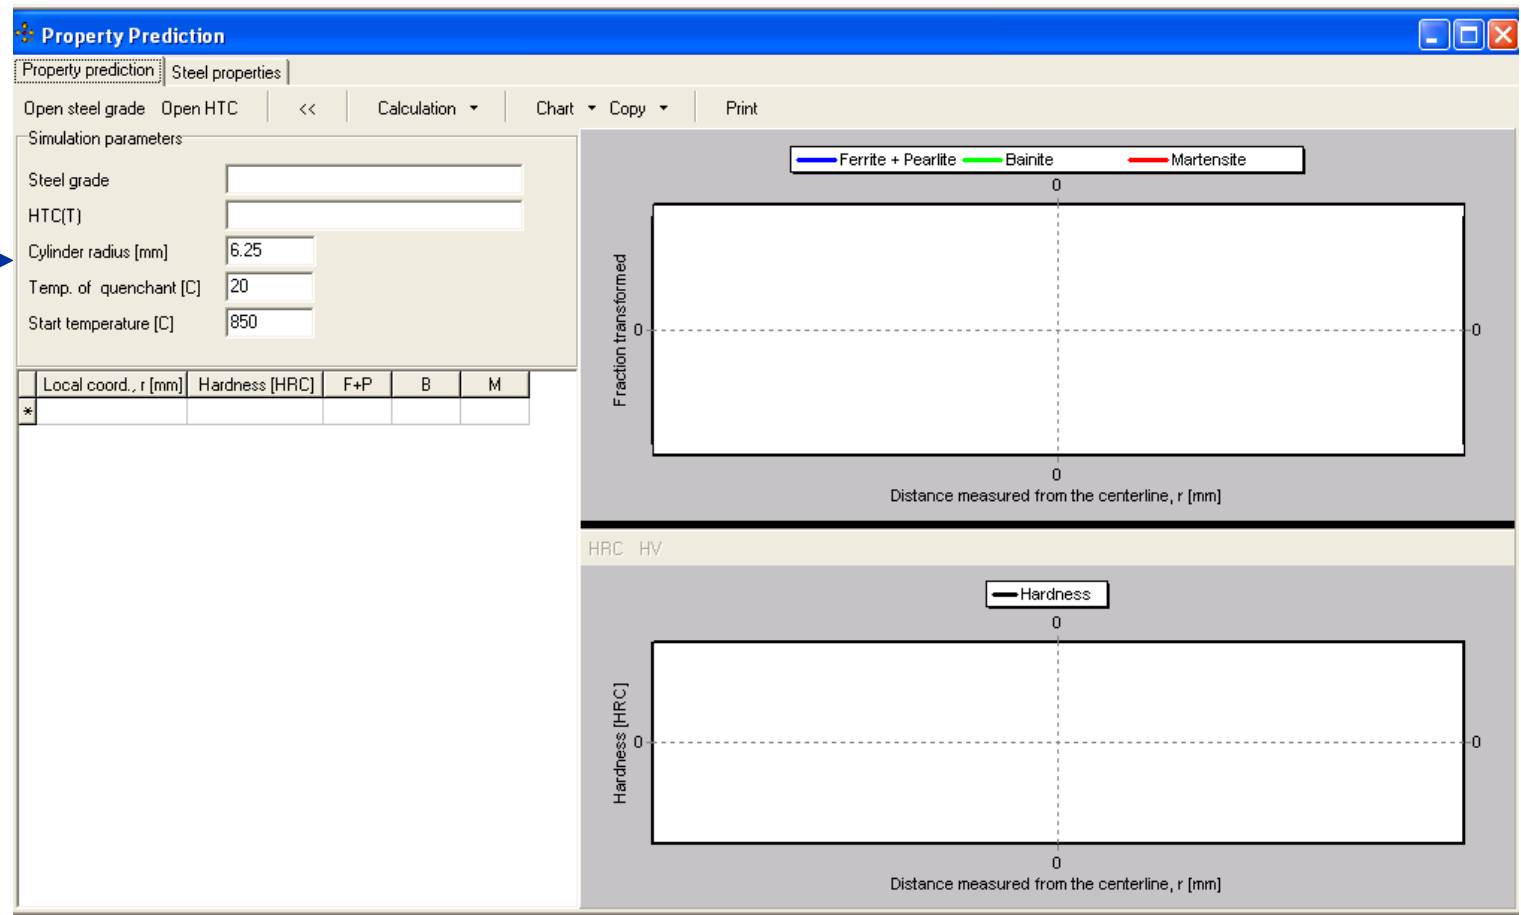 Property Prediction
Property prediction Steel properties
Open steel grade Open HTC << Calculation Chart Copy Print
Simulation parameters
Steel grade
HTC(T)
Cylinder radius [mm] 6.25
Temp. of quenchant [C] 20
Start temperature [C] 850
Local coord., r [mm] Hardness [HRC] F+P B M
*
Ferrite + Pearlite Bainite Martensite
0
Fraction transformed
0 0
0
Distance measured from the centerline, r [mm]
HRC HV
Hardness
0
Hardness [HRC]
0 0
0
Distance measured from the centerline, r [mm]